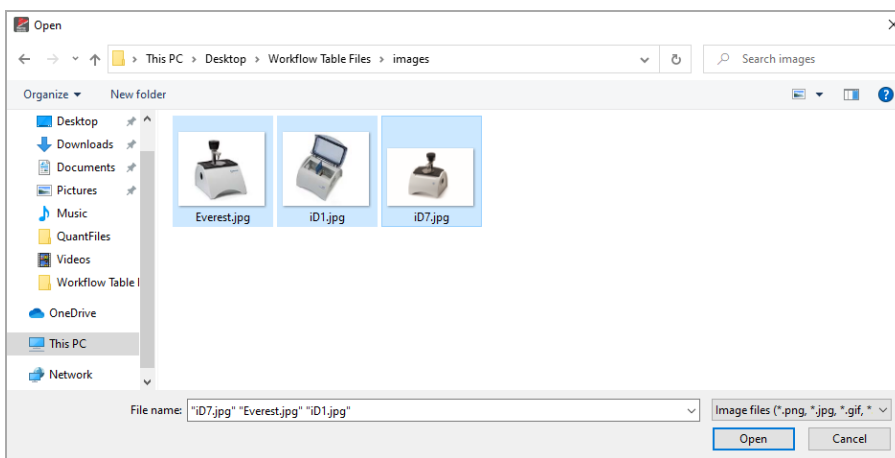 Open
This PC > Desktop > Workflow Table Files > images
Search images
Organize
New folder
Desktop
Downloads
Documents
Pictures
Music
QuantFiles
Videos
Workflow Table
OneDrive
This PC
Network
Everest.jpg
iD1.jpg
iD7.jpg
File name: "iD7.jpg" "Everest.jpg" "iD1.jpg"
Image files (*.png, *.jpg, *.gif, *
Open
Cancel